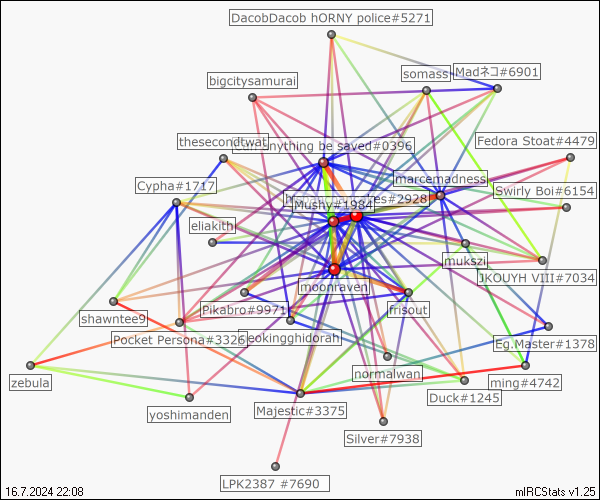 DacobDacob hORNY police#5271
somass
Madネコ#6901
bigcitysamurai
thesecondtwat
anything be saved#0396
Fedora Stoat#4479
marcemadness
Cypha#1717
Swirly Boi#6154
Mushy#1984
es#2928
eliakith
mukszi
JKOUYH VIII#7034
moonraven
Pikabro#9971
frisout
shawntee9
Pocket Persona#3326
eokingghidorah
Eg.Master#1378
zebula
normalwan
ming#4742
yoshimanden
Majestic#3375
Duck#1245
Silver#7938
LPK2387 #7690
16.7.2024 22:08
mIRCStats v1.25